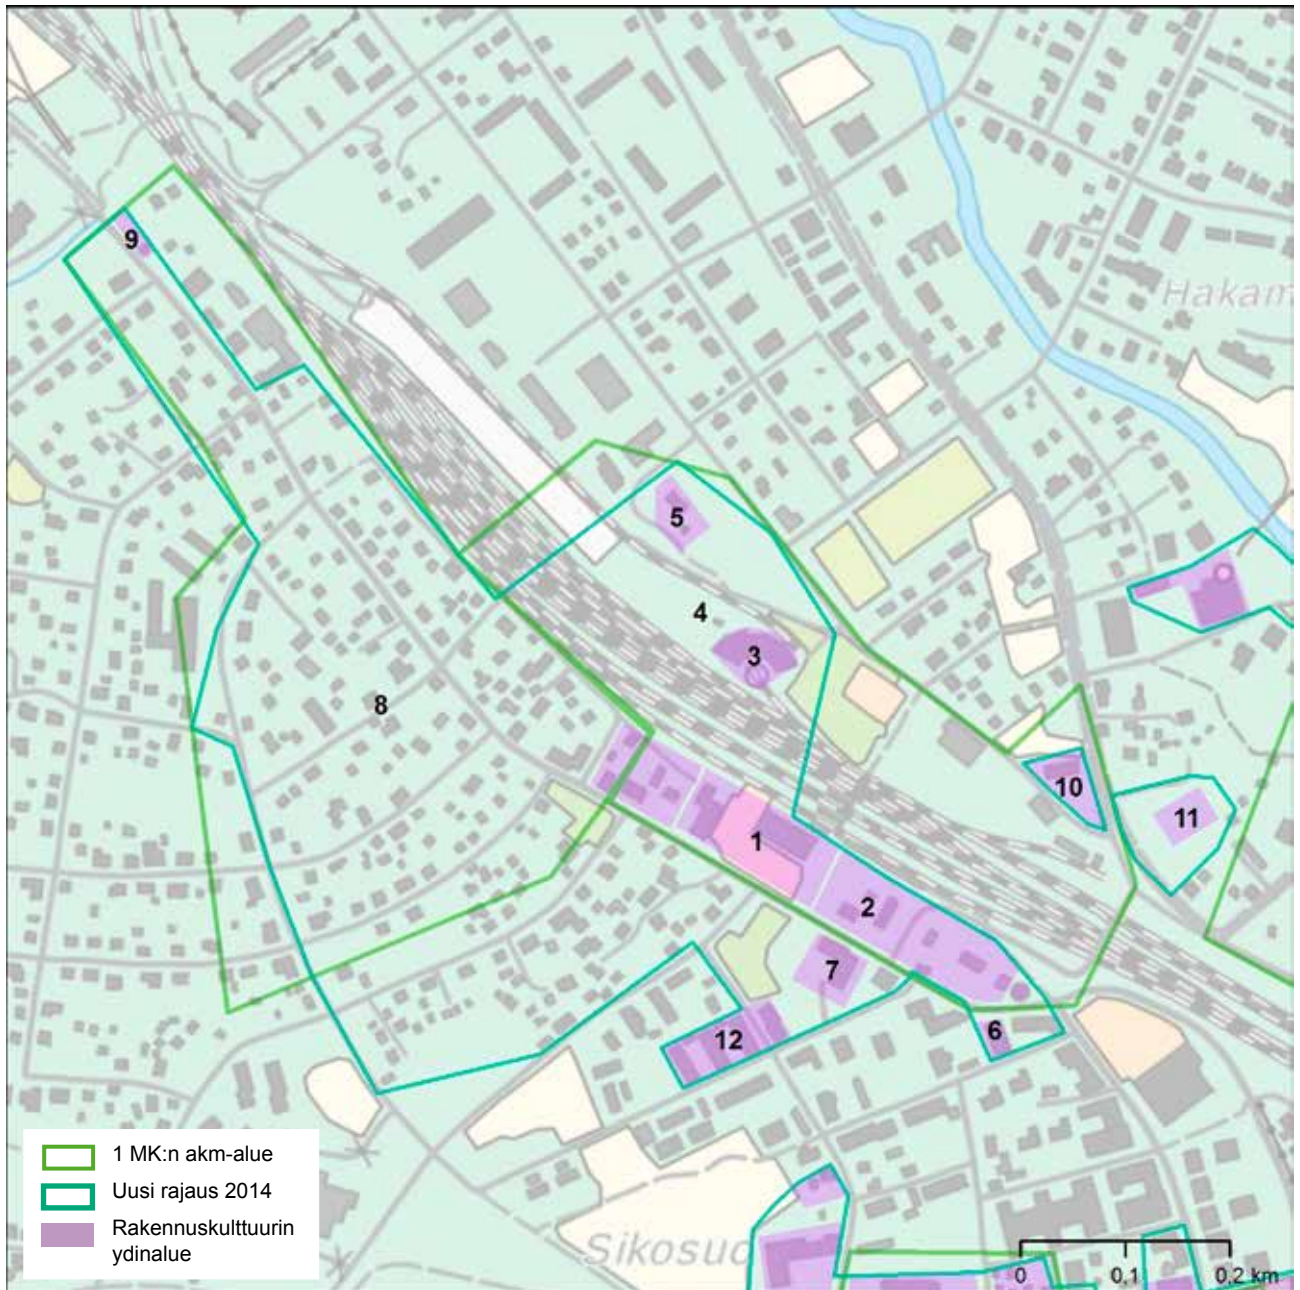 9
Hakam
5
4
3
8
10
11
1
2
7
6
12
1 MK:n akm-alue
Uusi rajaus 2014
Rakennuskulttuurin
ydinalue
Sikosuo
0 0,1 0,2 km